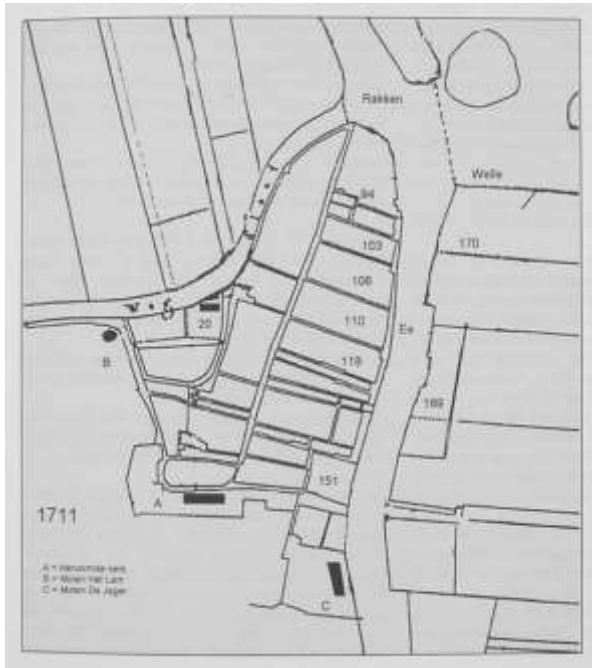 Rakken
Welle
94
103
170
106
110
20
Ee
B
119
169
151
A
1711
C
A = Hervormde kerk
B = Molen Het Lam
C = Molen De Jager